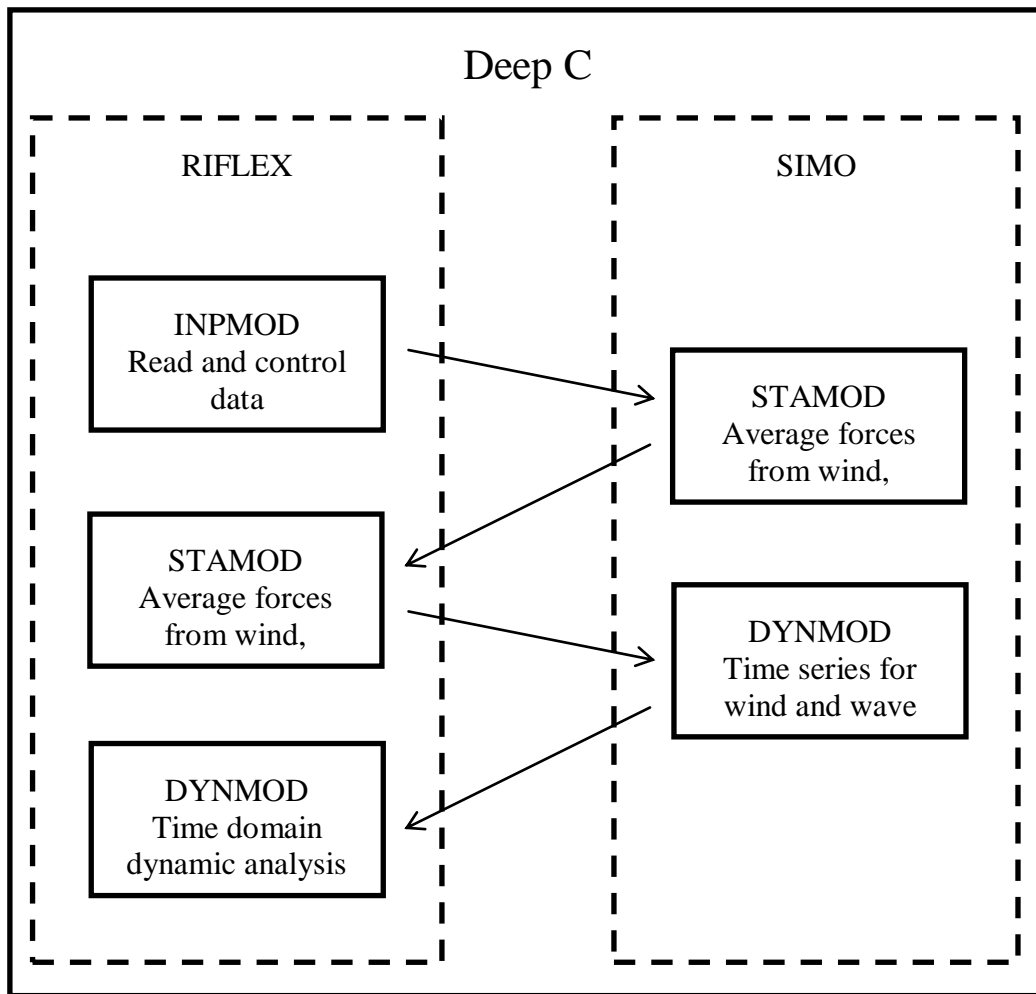 Deep C
RIFLEX
INPMOD
Read and control
data
STAMOD
Average forces
from wind,
DYNMOD
Time domain
dynamic analysis
SIMO
STAMOD
Average forces
from wind,
DYNMOD
Time series for
wind and wave